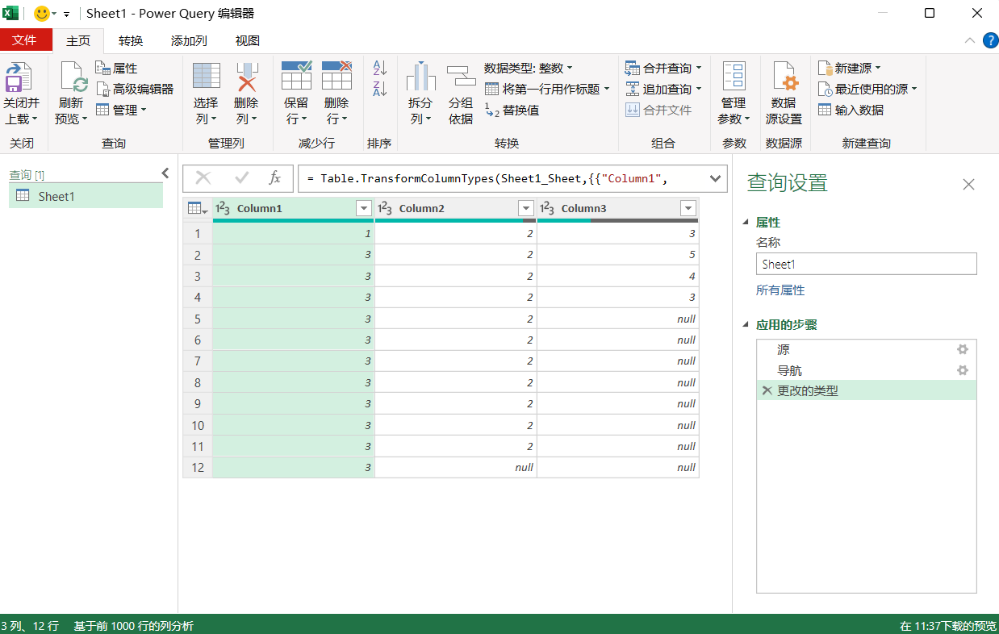 Sheet1 - Power Query 编辑器
文件 主页 转换 添加列 视图
关闭并上载
关闭
刷新预览
属性
高级编辑器
管理
查询
选择列
删除列
管理列
保留行
删除行
减少行
排序
拆分列
分组依据
数据类型: 整数
将第一行用作标题
替换值
转换
合并查询
追加查询
合并文件
组合
管理参数
参数
数据源设置
数据源
新建源
最近使用的源
输入数据
新建查询
查询 [1]
Sheet1
= Table.TransformColumnTypes(Sheet1_Sheet,{{"Column1",
Column1 Column2 Column3
1 1 2 3
2 3 2 5
3 3 2 4
4 3 2 3
5 3 2 null
6 3 2 null
7 3 2 null
8 3 2 null
9 3 2 null
10 3 2 null
11 3 2 null
12 3 null null
查询设置
属性
名称
Sheet1
所有属性
应用的步骤
源
导航
更改的类型
3 列、12 行 基于前 1000 行的列分析
在 11:37下载的预览